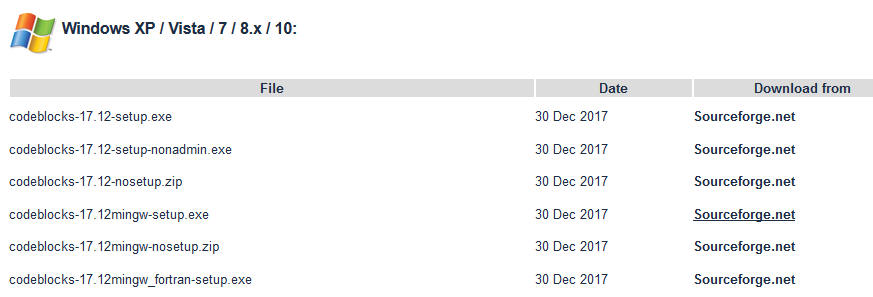 Windows XP / Vista / 7 / 8.x / 10:
File Date Download from
codeblocks-17.12-setup.exe 30 Dec 2017 Sourceforge.net
codeblocks-17.12-setup-nonadmin.exe 30 Dec 2017 Sourceforge.net
codeblocks-17.12-nosetup.zip 30 Dec 2017 Sourceforge.net
codeblocks-17.12mingw-setup.exe 30 Dec 2017 Sourceforge.net
codeblocks-17.12mingw-nosetup.zip 30 Dec 2017 Sourceforge.net
codeblocks-17.12mingw_fortran-setup.exe 30 Dec 2017 Sourceforge.net